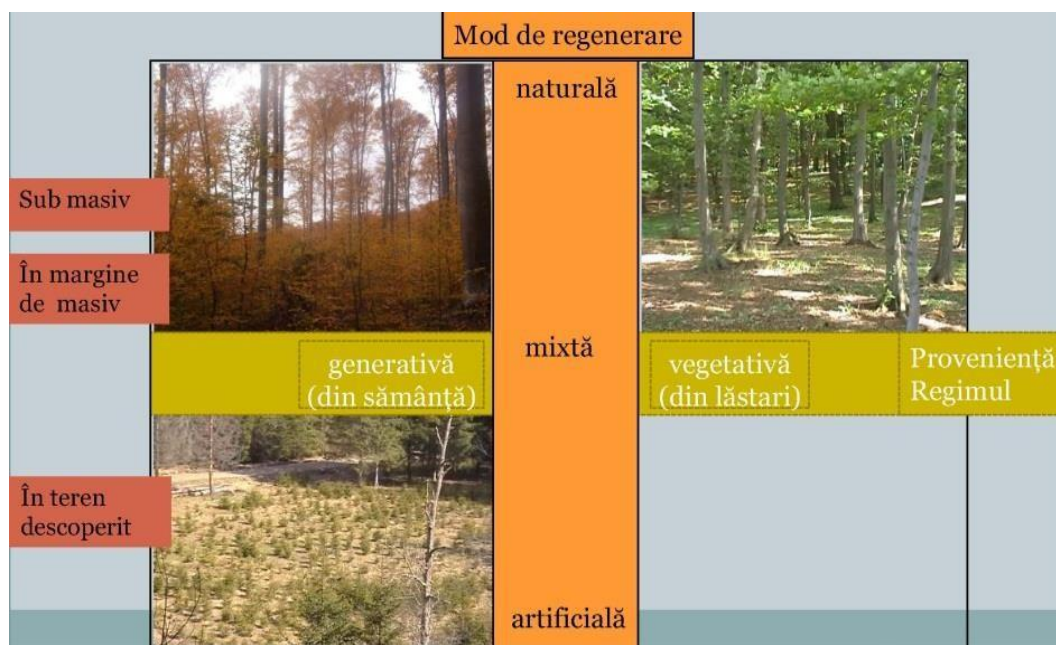 Mod de regenerare
naturală
Sub masiv
În margine
de masiv
mixtă
generativă
(din sămânță)
vegetativă
(din lăstari)
Proveniență
Regimul
În teren
descoperit
artificială